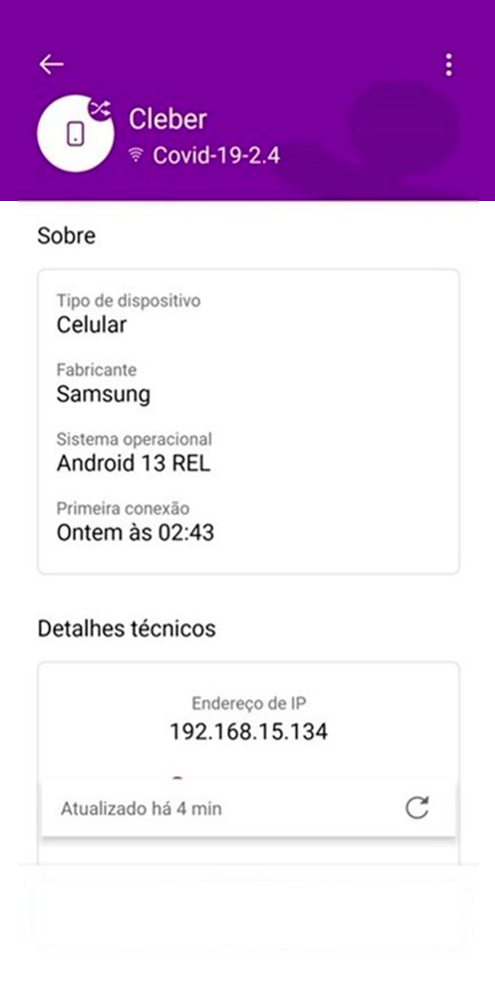 Cleber
Covid-19-2.4
Sobre
Tipo de dispositivo
Celular
Fabricante
Samsung
Sistema operacional
Android 13 REL
Primeira conexão
Ontem às 02:43
Detalhes técnicos
Endereço de IP
192.168.15.134
Atualizado há 4 min